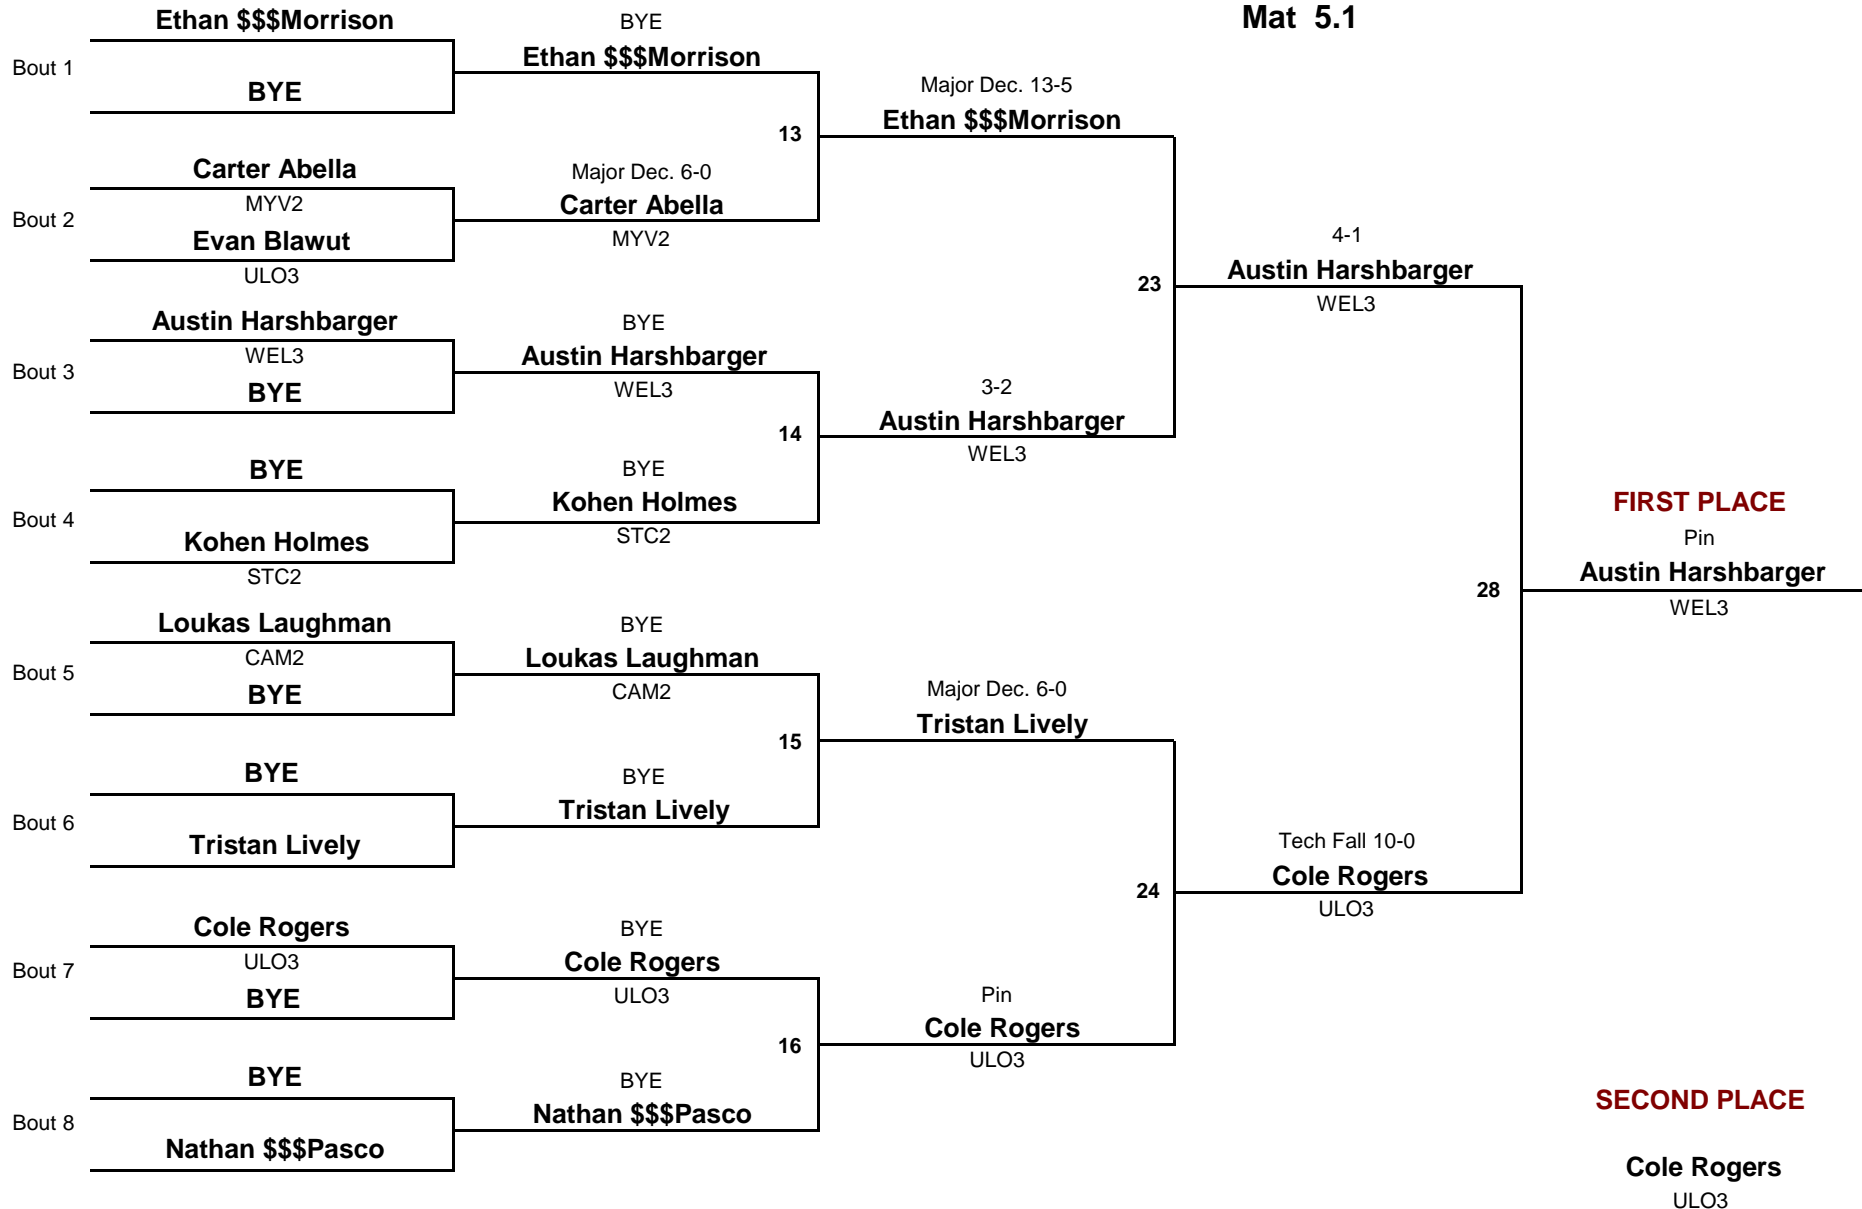 Mat 5.1
Bout 1
Ethan $$$Morrison
BYE
Bout 2
Carter Abella
MYV2
Evan Blawut
ULO3
Bout 3
Austin Harshbarger
WEL3
BYE
Bout 4
BYE
Kohen Holmes
STC2
Bout 5
Loukas Laughman
CAM2
BYE
Bout 6
BYE
Tristan Lively
Bout 7
Cole Rogers
ULO3
BYE
Bout 8
BYE
Nathan $$$Pasco
BYE
Ethan $$$Morrison
13
Major Dec. 6-0
Carter Abella
MYV2
BYE
Austin Harshbarger
WEL3
14
BYE
Kohen Holmes
STC2
BYE
Loukas Laughman
CAM2
15
BYE
Tristan Lively
BYE
Cole Rogers
ULO3
16
BYE
Nathan $$$Pasco
Major Dec. 13-5
Ethan $$$Morrison
23
3-2
Austin Harshbarger
WEL3
Major Dec. 6-0
Tristan Lively
24
Pin
Cole Rogers
ULO3
4-1
Austin Harshbarger
WEL3
28
Tech Fall 10-0
Cole Rogers
ULO3
FIRST PLACE
Pin
Austin Harshbarger
WEL3
SECOND PLACE
Cole Rogers
ULO3